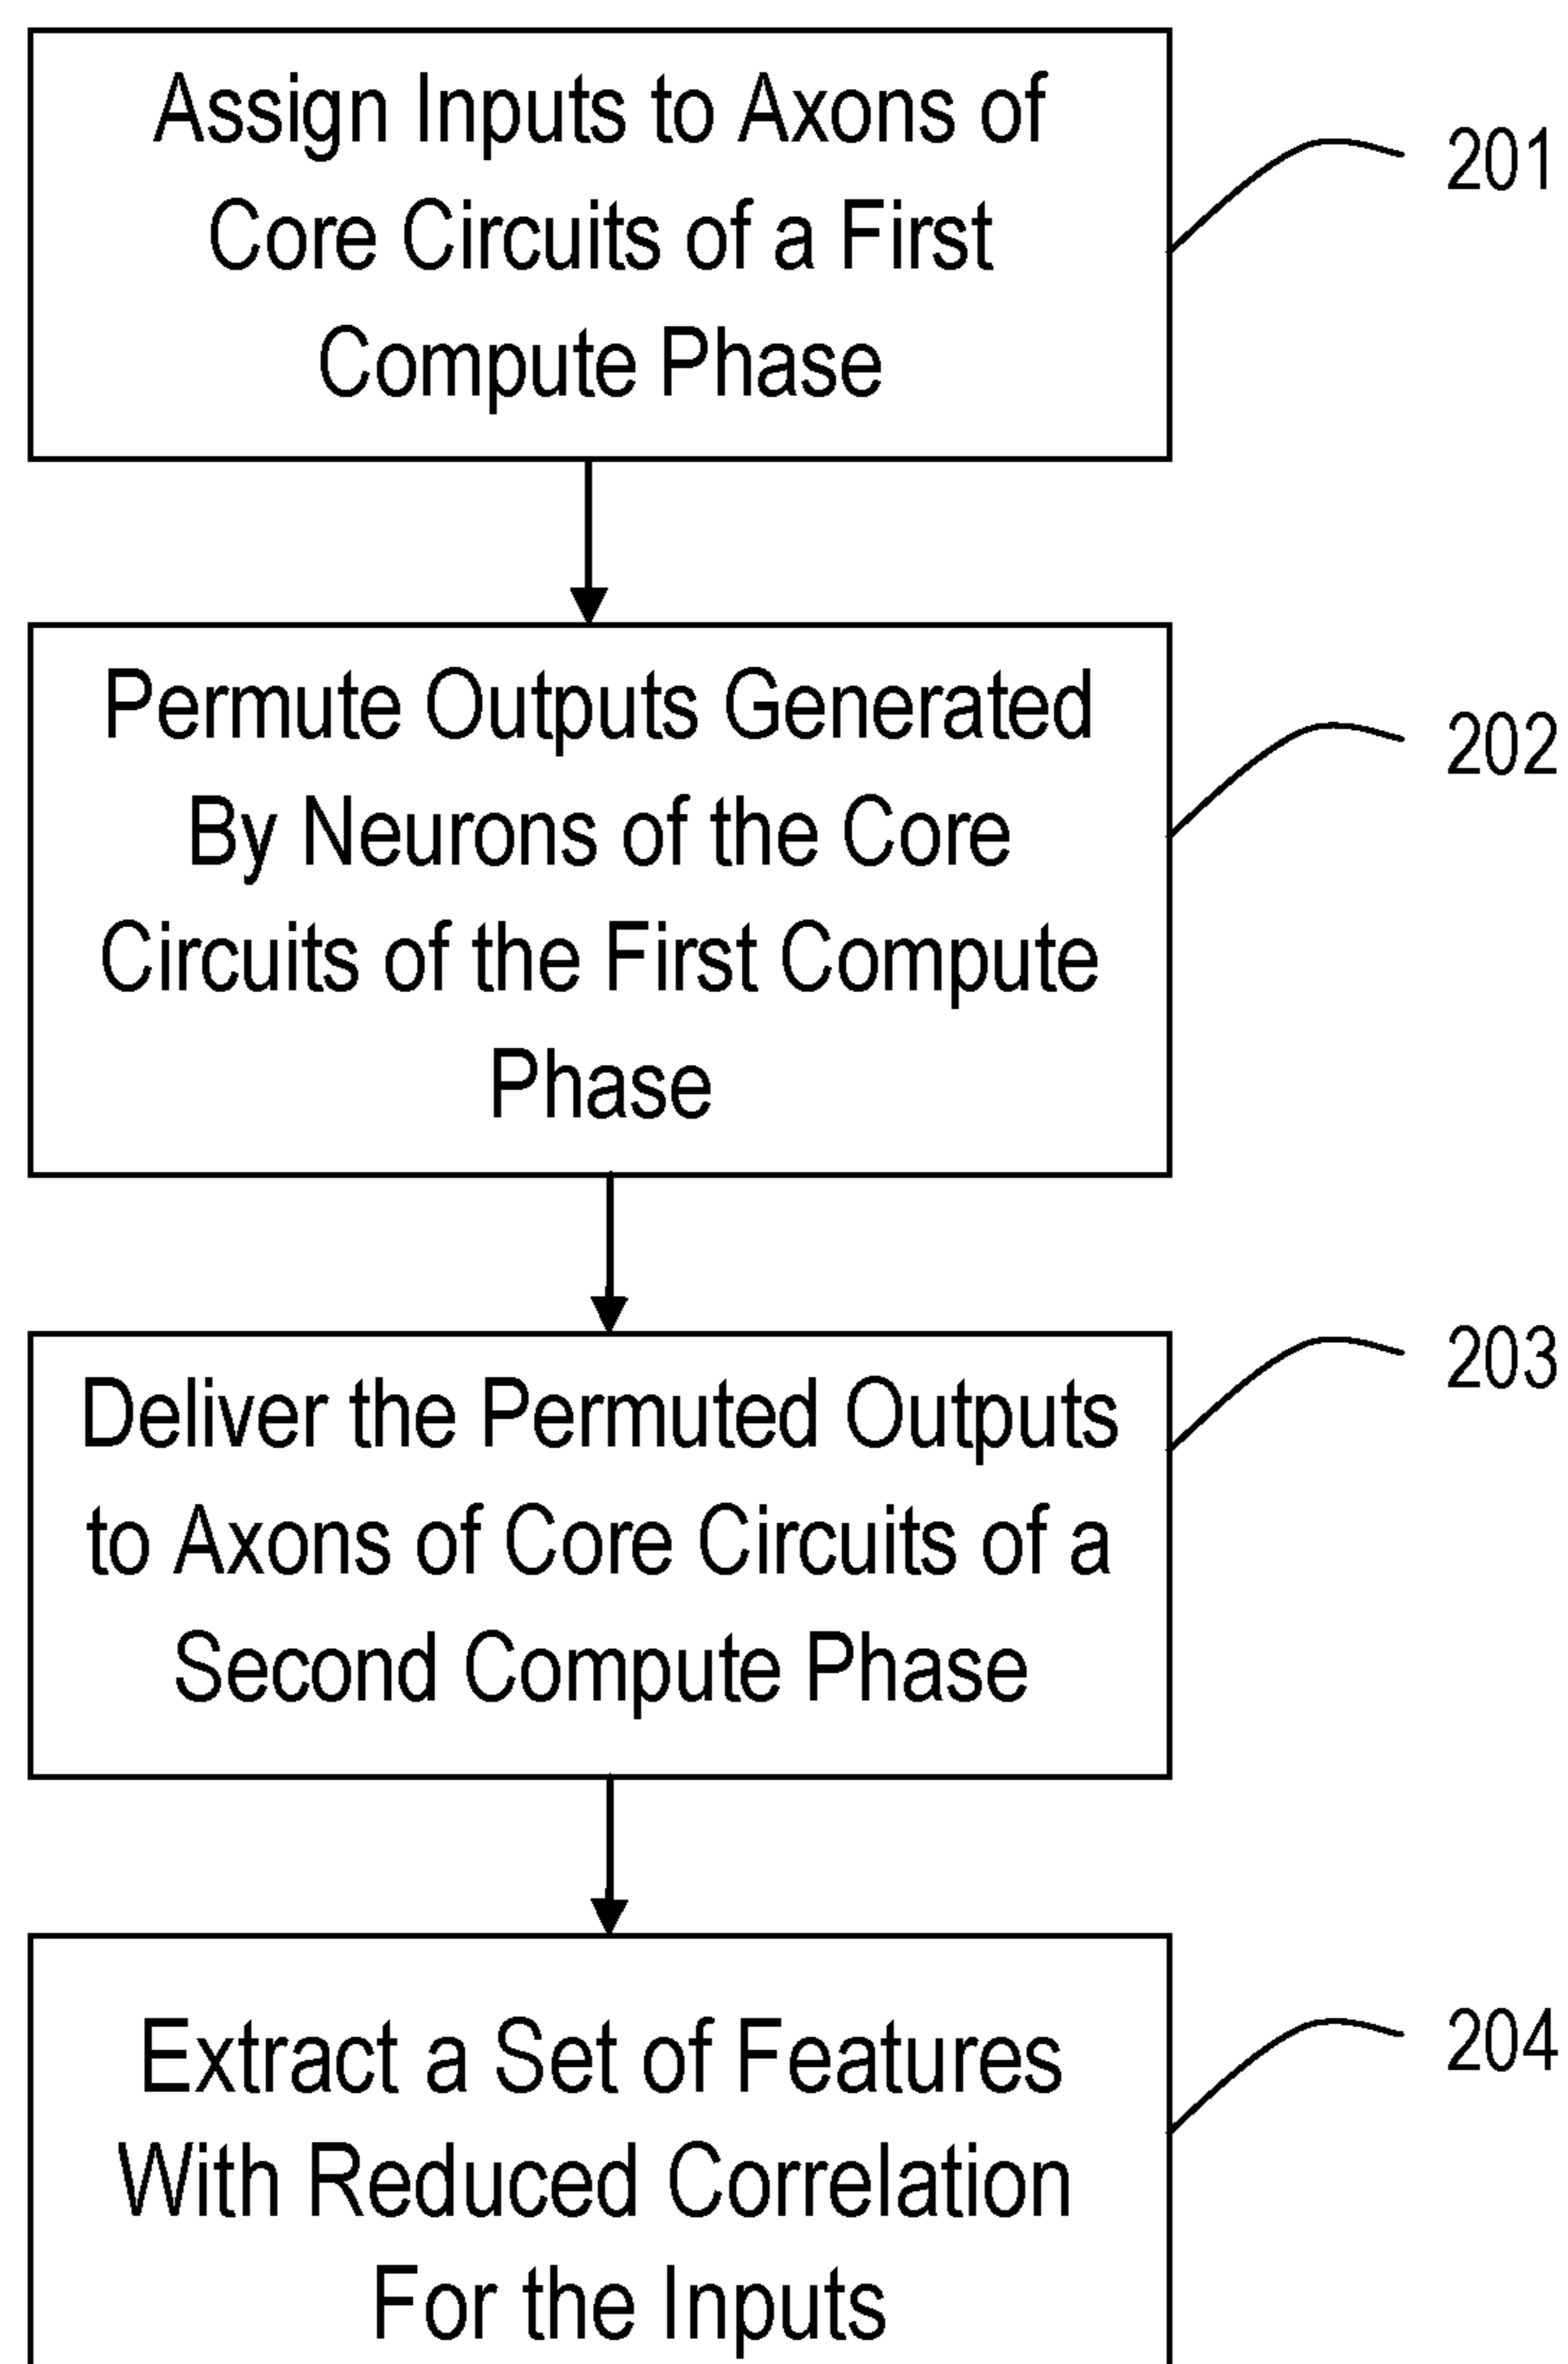 Assign Inputs to Axons of
Core Circuits of a First
Compute Phase
201
Permute Outputs Generated
By Neurons of the Core
Circuits of the First Compute
Phase
202
Deliver the Permuted Outputs
to Axons of Core Circuits of a
Second Compute Phase
203
Extract a Set of Features
With Reduced Correlation
For the Inputs
204